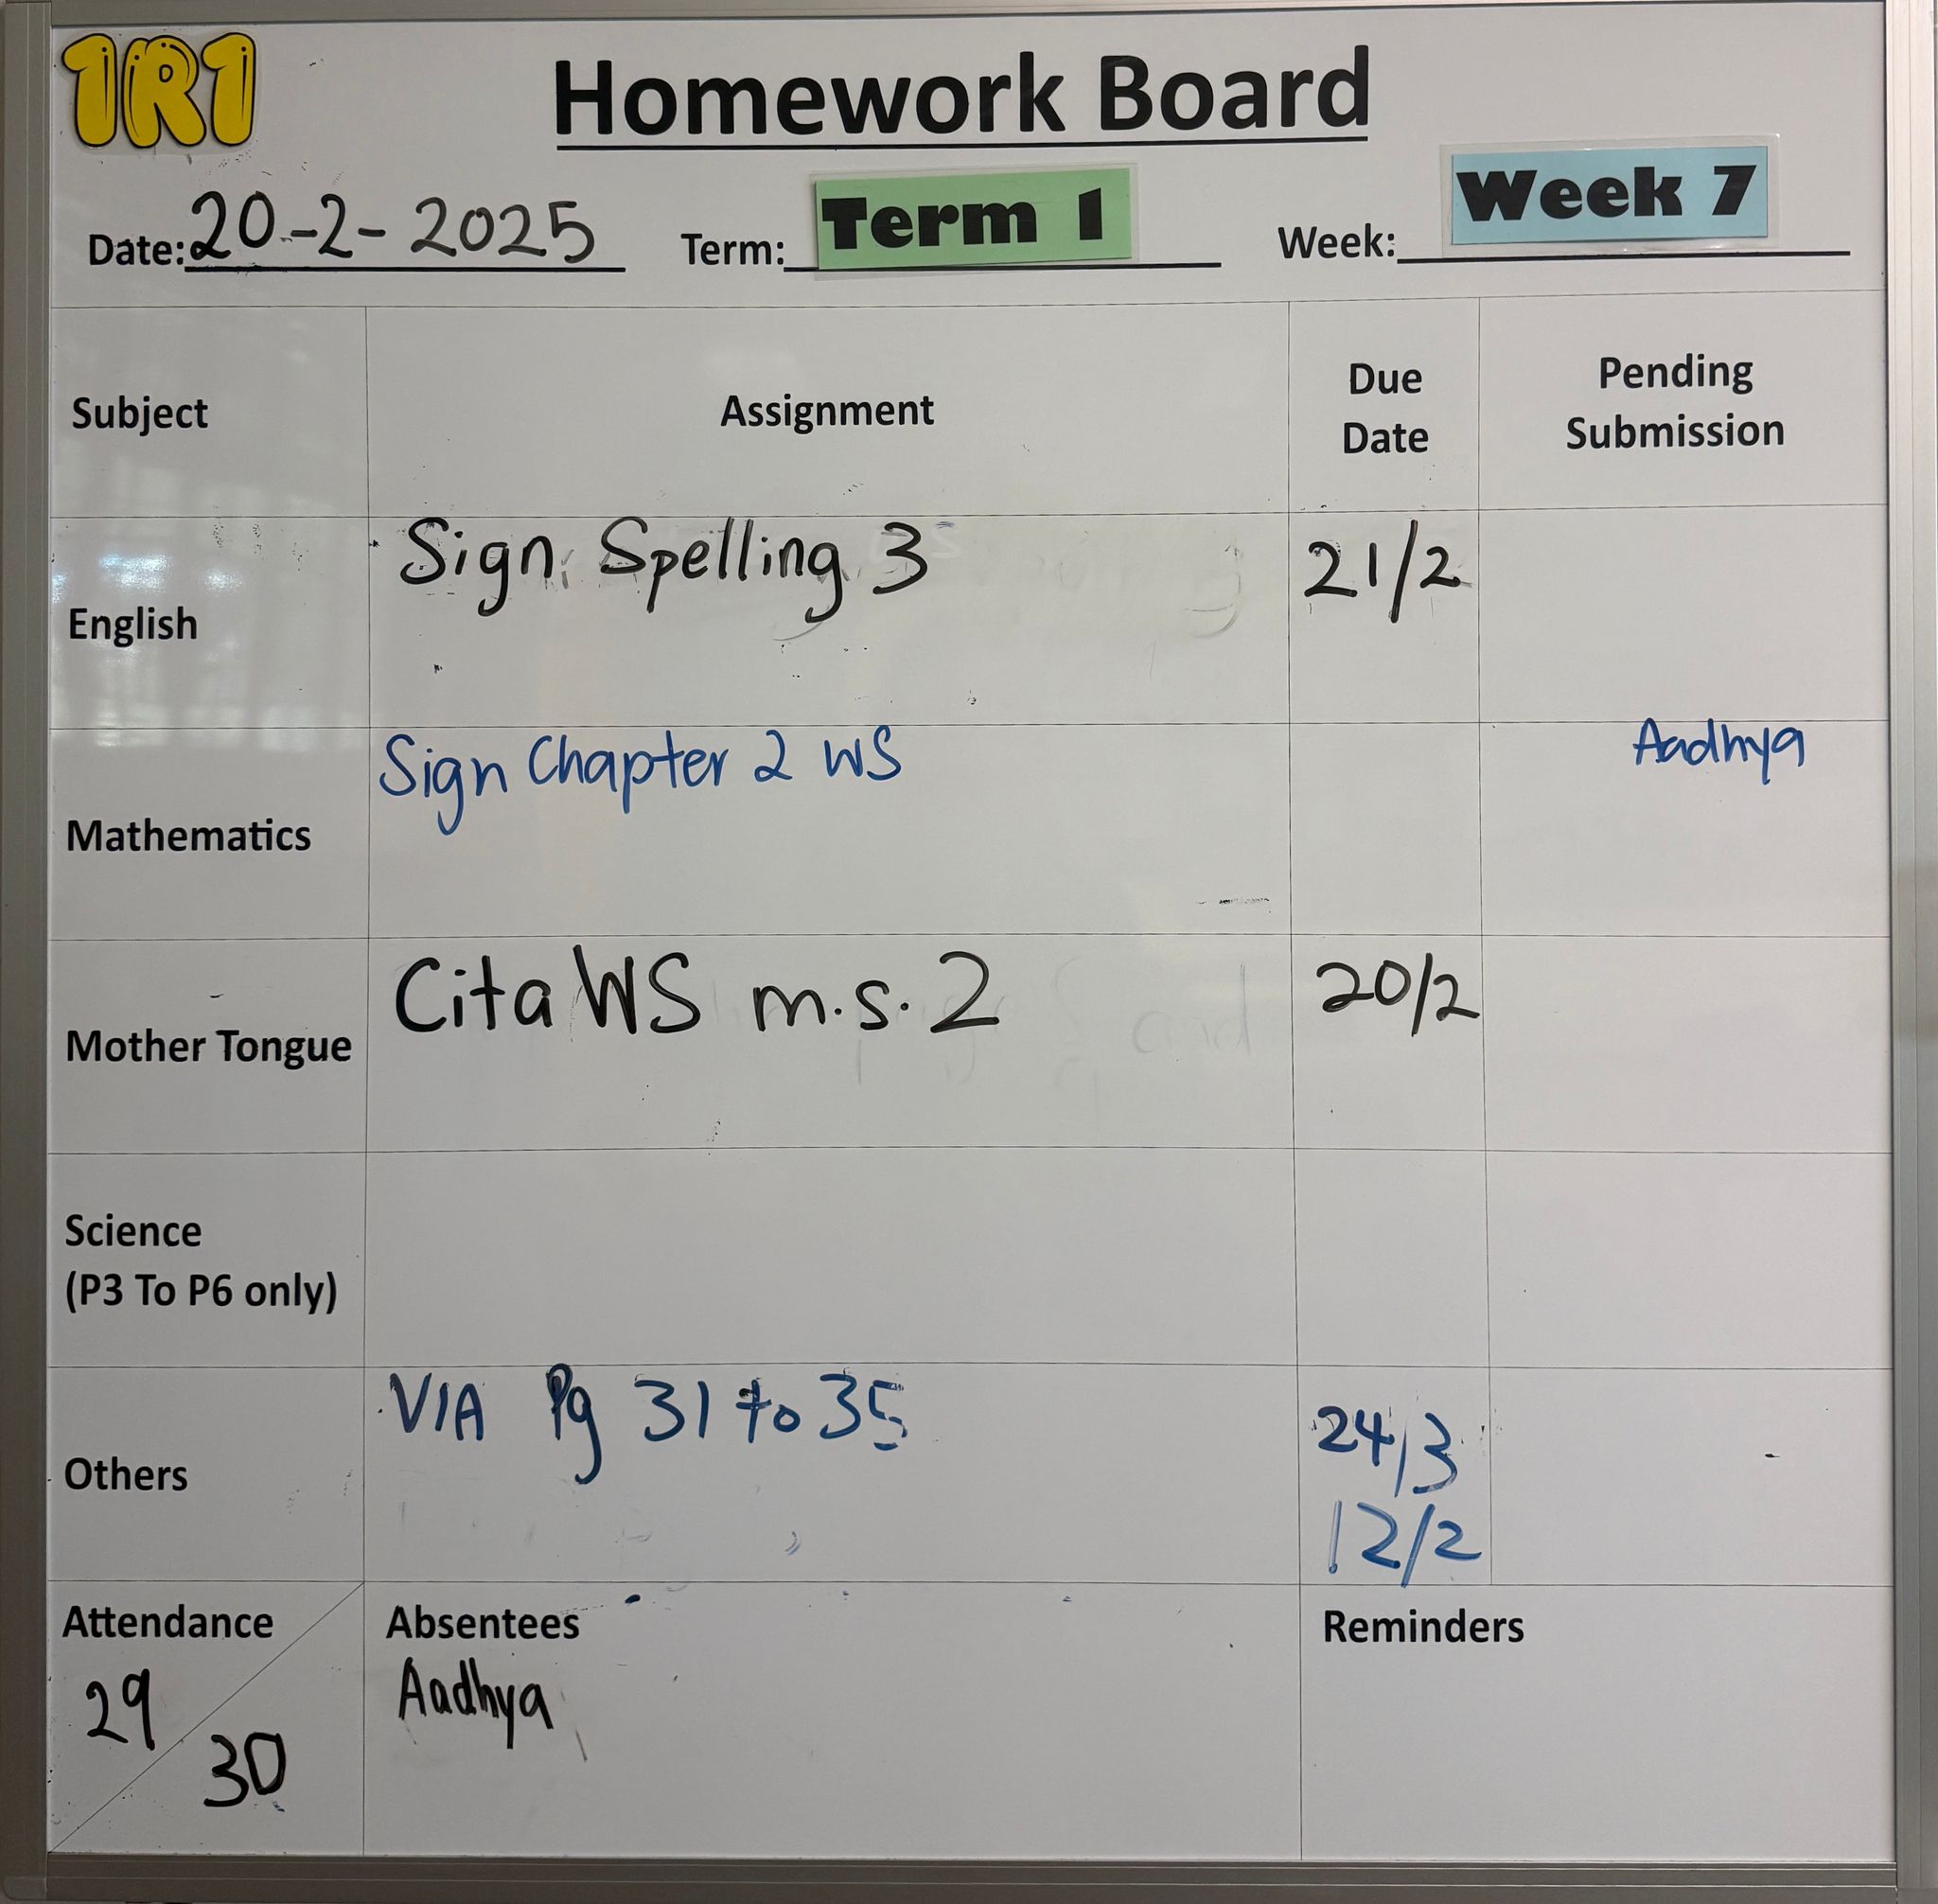 1R1
Homework Board
Date: 20-2-2025 Term: Term 1 Week: Week 7
Subject Assignment Due Date Pending Submission
English Sign Spelling 3 21/2
Mathematics Sign Chapter 2 WS Aadhya
Mother Tongue Cita WS m.s.2 20/2
Science
(P3 To P6 only)
Others VIA Pg 31 to 35 24/3
12/2
Attendance Absentees Reminders
29 Aadhya
30